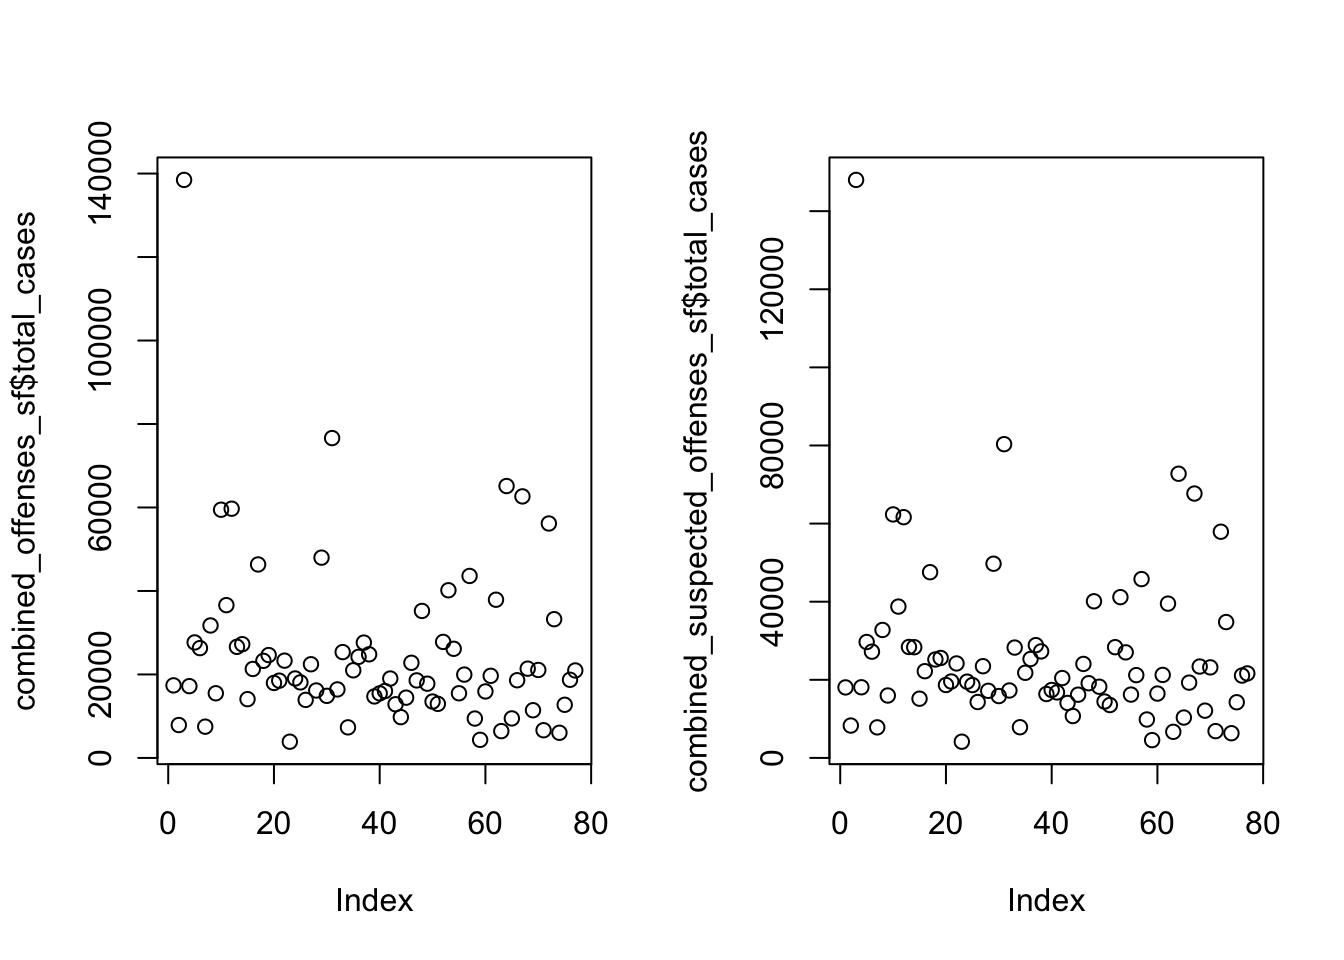 combined_offenses_sf$total_cases
140000
100000
60000
20000
0
0 20 40 60 80
Index
combined_suspected_offenses_sf$total_cases
120000
80000
40000
0
0 20 40 60 80
Index